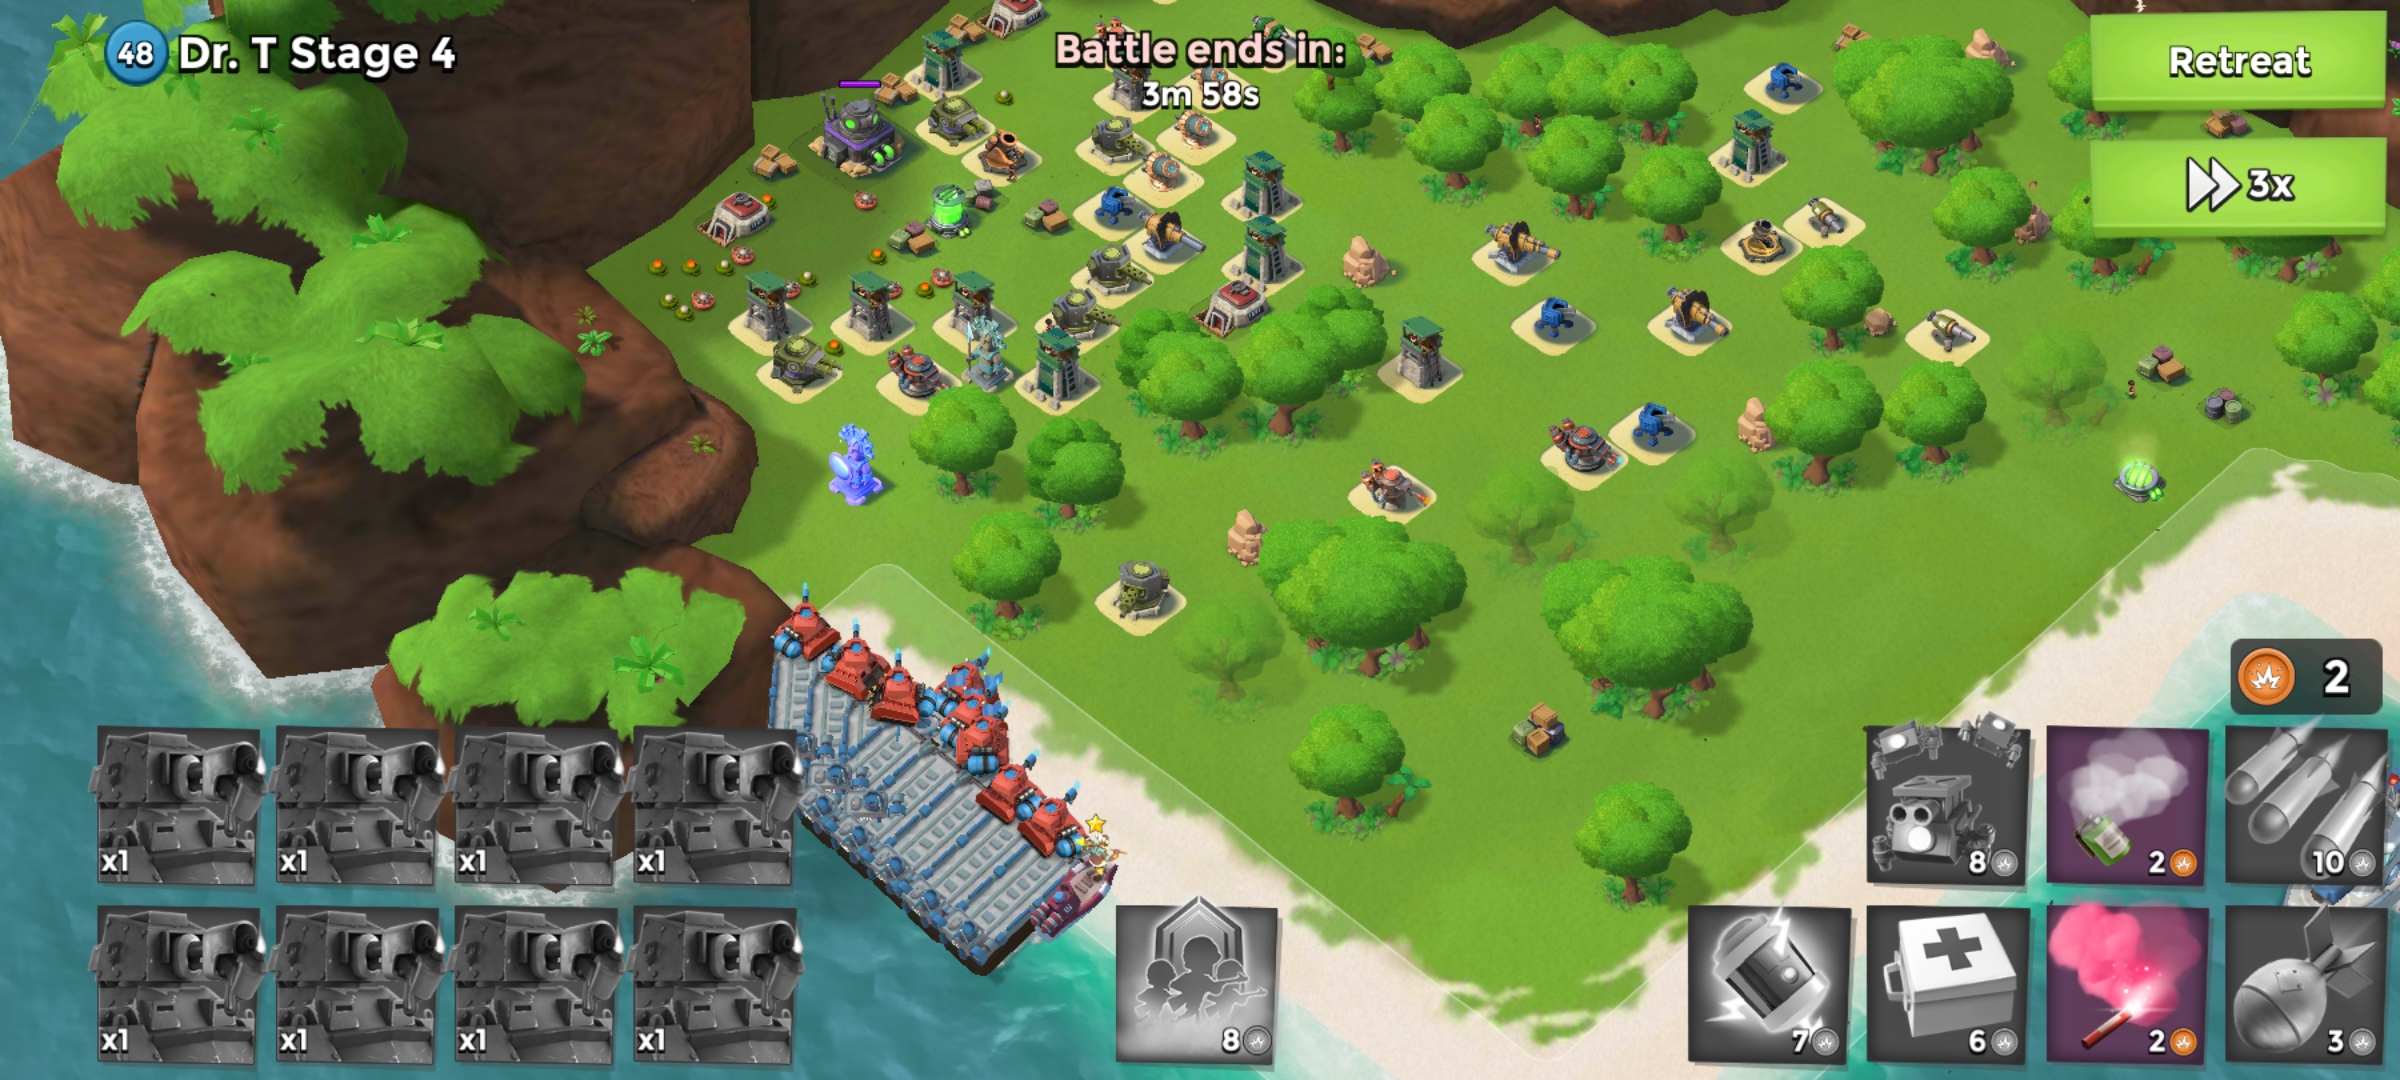 48 Dr. T Stage 4
Battle ends in:
3m 58s
Retreat
3x
2
x1
x1
x1
x1
8
2
10
x1
x1
x1
x1
8
7
6
2
3